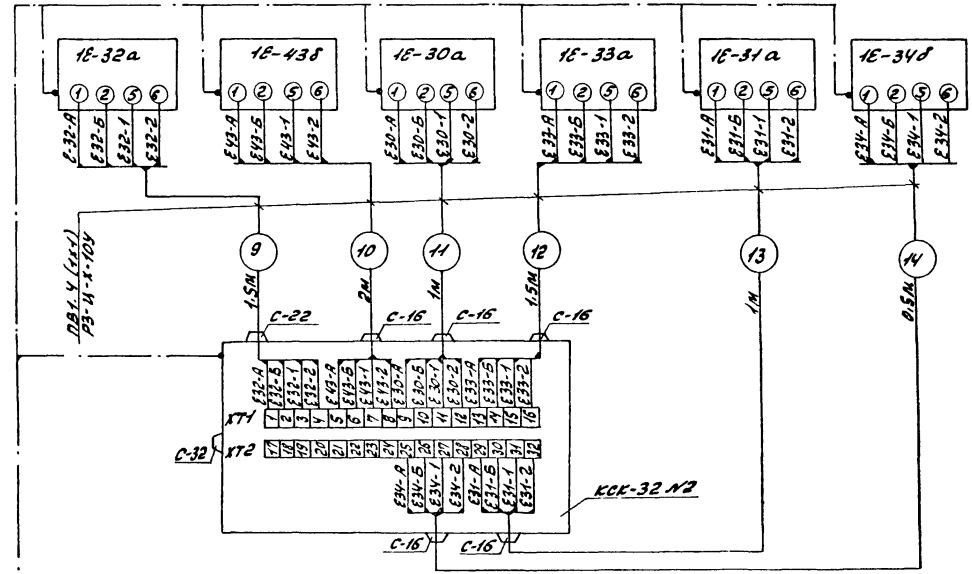 1Е-32а
1Е-43б
1Е-30а
1Е-33а
1Е-31а
1Е-34б
1 2 5 6
1 2 5 6
1 2 5 6
1 2 5 6
1 2 5 6
1 2 5 6
Е-32-А
Е32-Б
Е32-1
Е32-2
Е43-А
Е43-Б
Е43-1
Е43-2
Е30-А
Е30-Б
Е30-1
Е30-2
Е33-А
Е33-Б
Е33-1
Е33-2
Е31-А
Е31-Б
Е31-1
Е31-2
Е34-А
Е34-Б
Е34-1
Е34-2
ПВ1.4 (1х1)
РЗ-Ц-Х-10У
9
10
11
12
13
14
1.5м
2м
1м
1.5м
1м
0.5м
С-22
С-16
С-16
С-16
Е32-А
Е32-Б
Е32-1
Е32-2
Е43-А
Е43-Б
Е43-1
Е43-2
Е30-А
Е30-Б
Е30-1
Е30-2
Е33-А
Е33-Б
Е33-1
Е33-2
ХТ1 1 2 3 4 5 6 7 8 9 10 11 12 13 14 15 16
С-32
ХТ2 17 18 19 20 21 22 23 24 25 26 27 28 29 30 31 32
Е34-А
Е34-Б
Е34-1
Е34-2
Е31-А
Е31-Б
Е31-1
Е31-2
КСК-32 №2
С-16
С-16